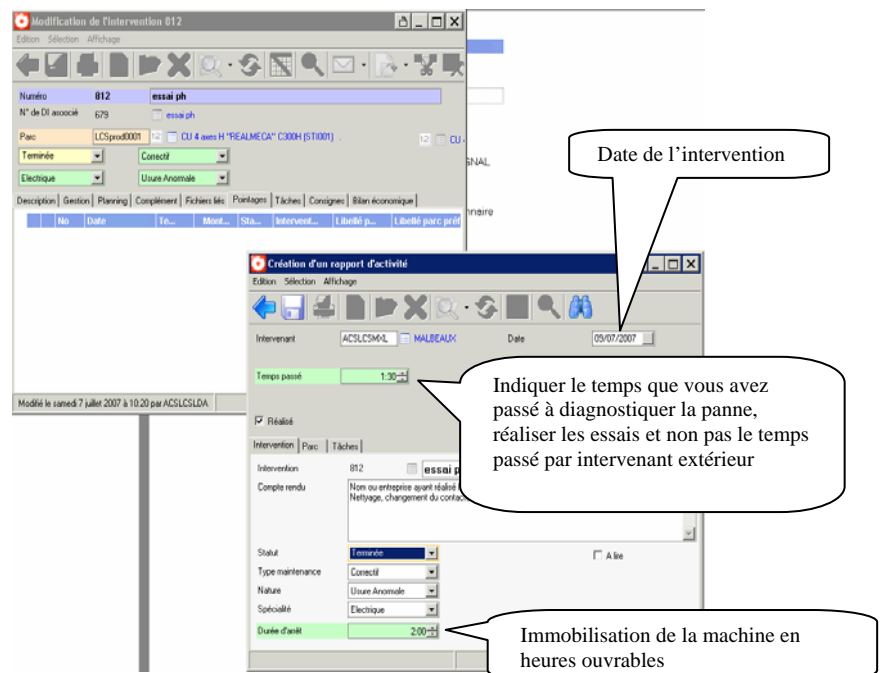 Modification de l'intervention 812
Edition Sélection Affichage
Numéro 812 essai ph
N° de DI associé 679 essai ph
Parc LCSprod0001 12 CU 4 axes H "REALMECA" C300H (STI001) . 12 CU
Terminée Correctif
Electrique Usure Anormale
Description Gestion Planning Complément Fichiers liés Pointages Tâches Consignes Bilan économique
No Date Te... Mont... Sta... Intervent... Libellé p... Libellé parc préf
Modifié le samedi 7 juillet 2007 à 10:20 par ACSLCSLDA
Date de l'intervention
Création d'un rapport d'activité
Edition Sélection Affichage
Intervenant ACSLCSMXL MALBEAUX Date 09/07/2007
Temps passé 1:30
Indiquer le temps que vous avez
passé à diagnostiquer la panne,
réaliser les essais et non pas le temps
passé par intervenant extérieur
Réalisé
Intervention Parc Tâches
Intervention 812 essai p
Compte rendu Nom ou entreprise ayant réalisé
Nettyage, changement du contac
Statut Terminée A lire
Type maintenance Correctif
Nature Usure Anormale
Spécialité Electrique
Durée d'arrêt 2:00
Immobilisation de la machine en
heures ouvrables